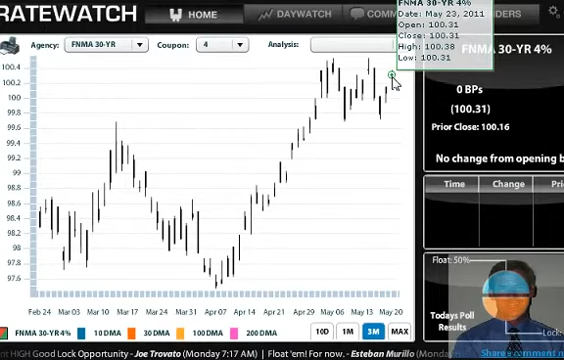 RATEWATCH
HOME
DAYWATCH
FNMA 30-YR 4%
Date: May 23, 2011
Open: 100.31
Close: 100.31
High: 100.38
Low: 100.31
Agency: FNMA 30-YR Coupon: 4 Analysis:
FNMA 30-YR 4%
0 BPs
(100.31)
Prior Close: 100.16
No change from opening b
100.4
100.2
100
99.8
99.6
99.4
99.2
99
98.8
98.6
98.4
98.2
98
97.8
97.6
Feb 24 Mar 03 Mar 10 Mar 17 Mar 24 Mar 31 Apr 07 Apr 14 Apr 21 Apr 29 May 06 May 13 May 20
Time Change Pri
Float: 50%
Todays Poll
Results
Lock:
FNMA 30-YR 4% 10 DMA 30 DMA 100 DMA 200 DMA
10D 1M 3M MAX
ent HIGH Good Lock Opportunity - Joe Trovato (Monday 7:17 AM) | Float 'em! For now. - Esteban Murillo (Monday
Share